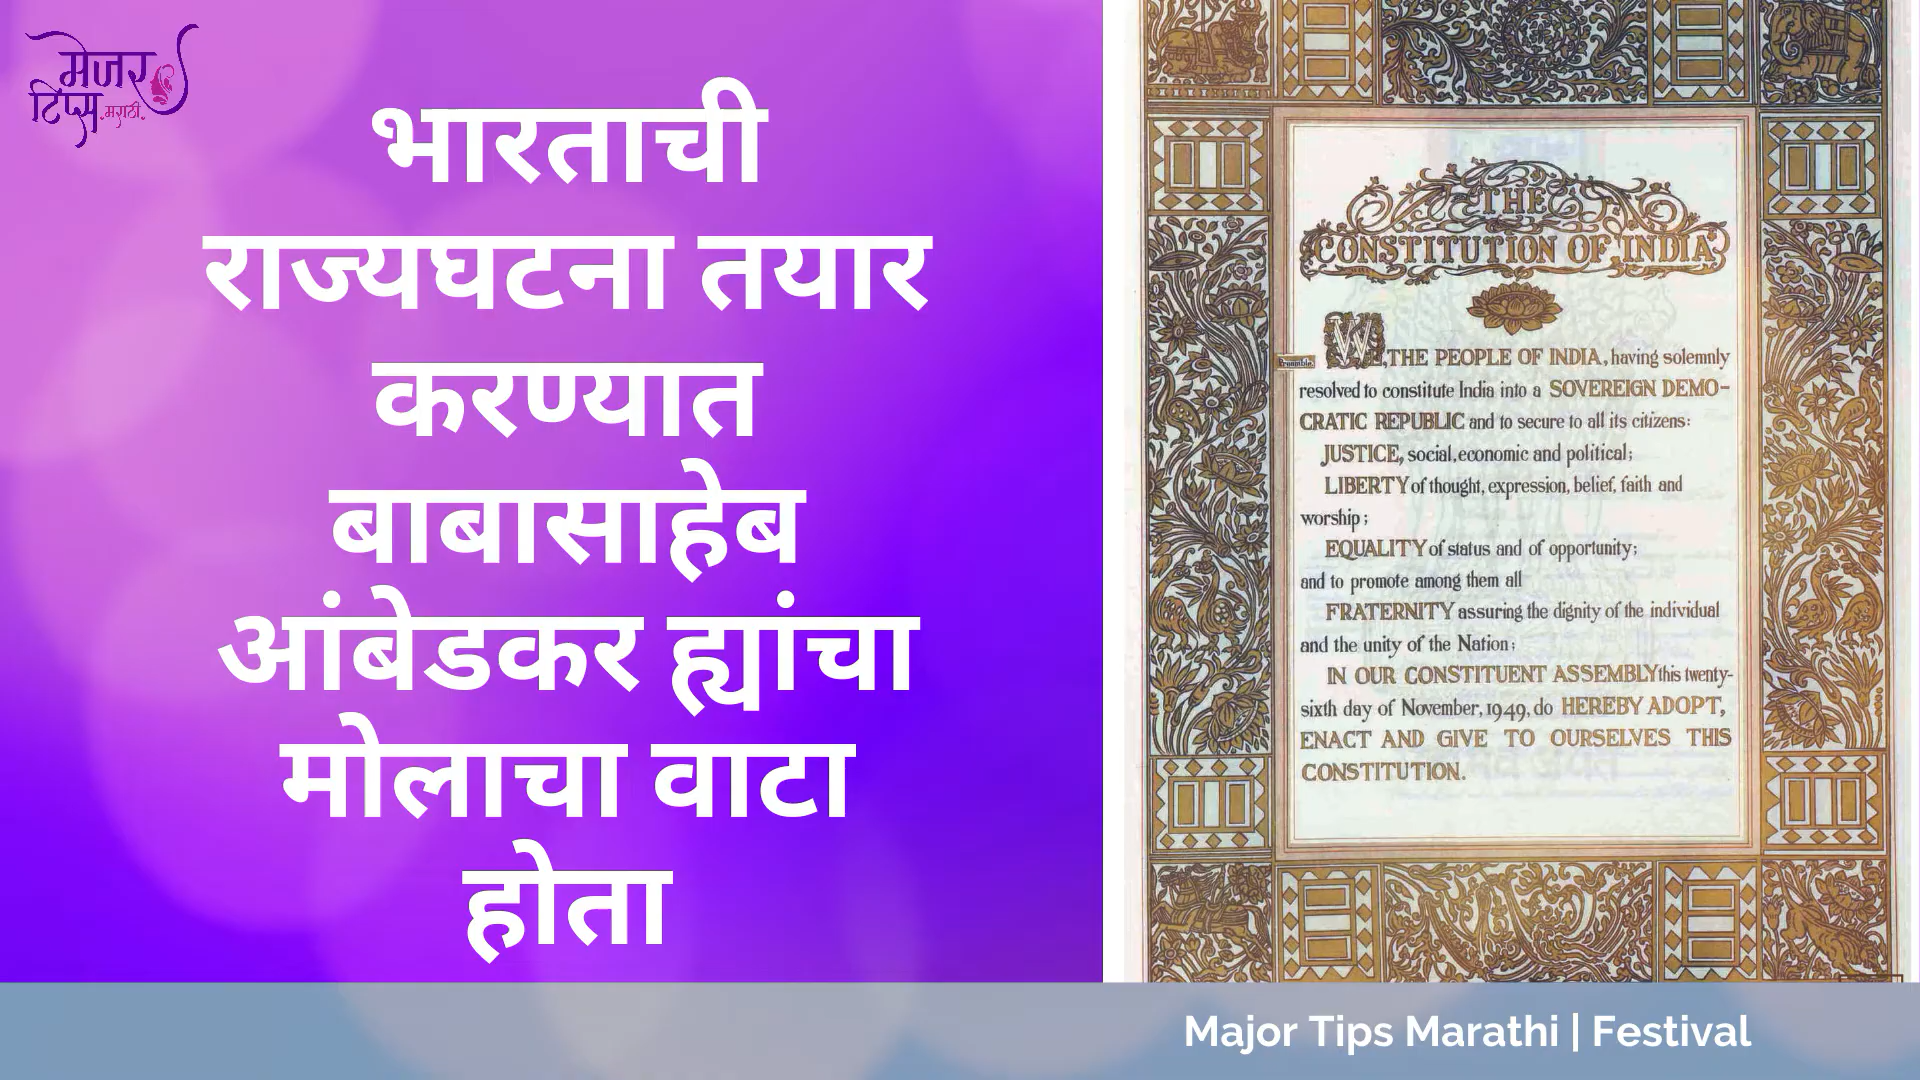 मेजर
टिप्स .मराठी.
भारताची
राज्यघटना तयार
करण्यात
बाबासाहेब
आंबेडकर ह्यांचा
मोलाचा वाटा
होता
THE
CONSTITUTION OF INDIA
Preamble.
WE, THE PEOPLE OF INDIA, having solemnly
resolved to constitute India into a SOVEREIGN DEMO-
CRATIC REPUBLIC and to secure to all its citizens:
JUSTICE, social, economic and political;
LIBERTY of thought, expression, belief, faith and
worship;
EQUALITY of status and of opportunity;
and to promote among them all
FRATERNITY assuring the dignity of the individual
and the unity of the Nation;
IN OUR CONSTITUENT ASSEMBLY this twenty-
sixth day of November, 1949, do HEREBY ADOPT,
ENACT AND GIVE TO OURSELVES THIS
CONSTITUTION.
Major Tips Marathi | Festival